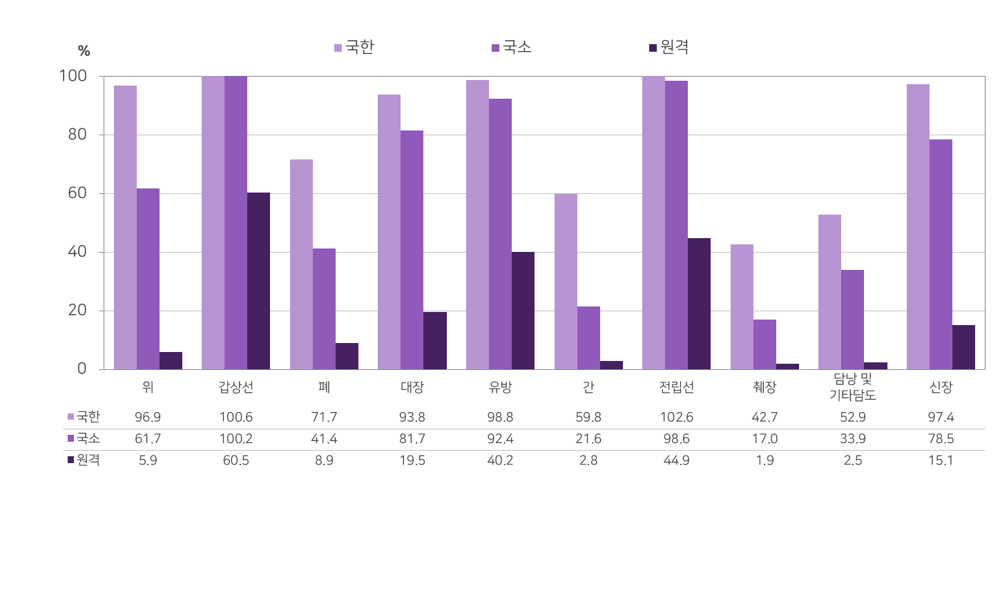 국한 국소 원격
%
100
80
60
40
20
0
위 갑상선 폐 대장 유방 간 전립선 췌장 담낭 및 기타담도 신장
국한 96.9 100.6 71.7 93.8 98.8 59.8 102.6 42.7 52.9 97.4
국소 61.7 100.2 41.4 81.7 92.4 21.6 98.6 17.0 33.9 78.5
원격 5.9 60.5 8.9 19.5 40.2 2.8 44.9 1.9 2.5 15.1